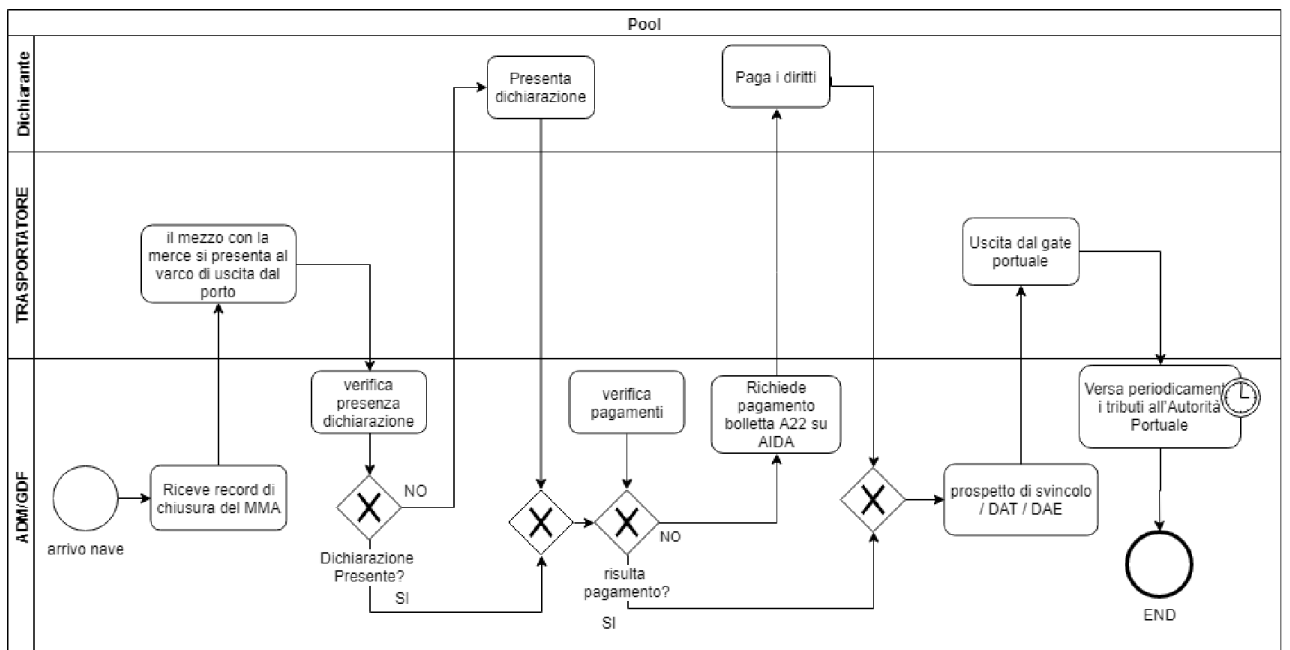 Pool
Dichiarante
Presenta
dichiarazione
Paga i diritti
TRASPORTATORE
il mezzo con la
merce si presenta al
varco di uscita dal
porto
Uscita dal gate
portuale
ADM/GDF
arrivo nave
Riceve record di
chiusura del MMA
verifica
presenza
dichiarazione
NO
Dichiarazione
Presente?
SI
verifica
pagamenti
NO
risulta
pagamento?
SI
Richiede
pagamento
bolletta A22 su
AIDA
prospetto di svincolo
/ DAT / DAE
Versa periodicament
i tributi all'Autorità
Portuale
END